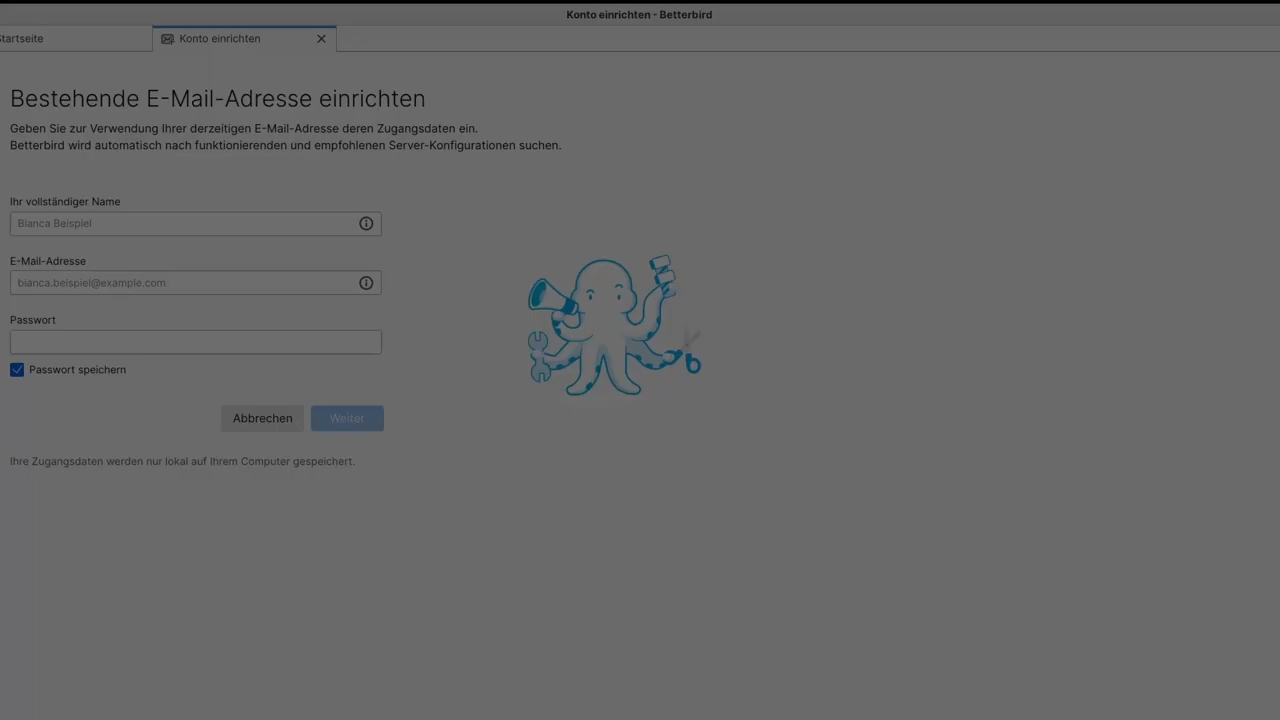 Konto einrichten - Betterbird
Startseite
Konto einrichten
Bestehende E-Mail-Adresse einrichten
Geben Sie zur Verwendung Ihrer derzeitigen E-Mail-Adresse deren Zugangsdaten ein.
Betterbird wird automatisch nach funktionierenden und empfohlenen Server-Konfigurationen suchen.
Ihr vollständiger Name
Bianca Beispiel
E-Mail-Adresse
bianca.beispiel@example.com
Passwort
Passwort speichern
Abbrechen
Weiter
Ihre Zugangsdaten werden nur lokal auf Ihrem Computer gespeichert.